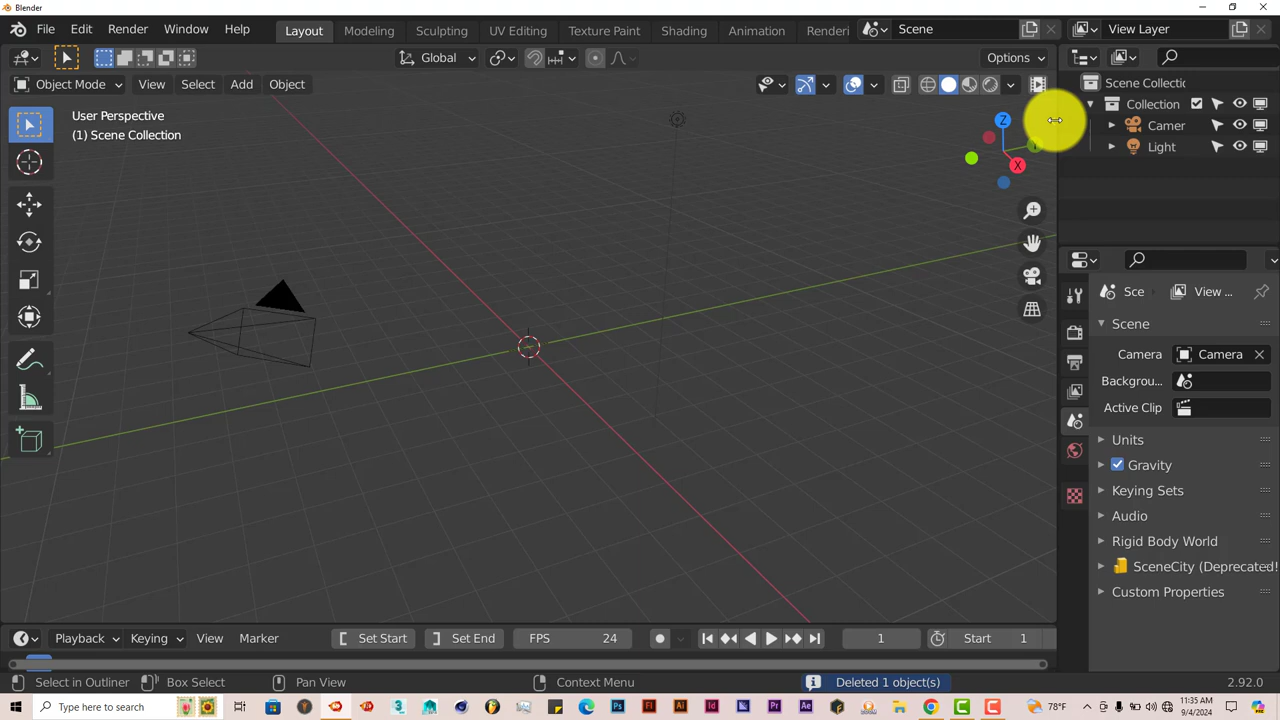 Blender
File Edit Render Window Help Layout Modeling Sculpting UV Editing Texture Paint Shading Animation Renderi Scene View Layer
Global Options
Object Mode View Select Add Object
Scene Collectic
User Perspective
(1) Scene Collection
Collection
Camer
Light
Z
Y
X
Sce View ...
Scene
Camera Camera
Backgrou...
Active Clip
Units
Gravity
Keying Sets
Audio
Rigid Body World
SceneCity (Deprecated!
Custom Properties
Playback Keying View Marker Set Start Set End FPS 24 1 Start 1
Select in Outliner Box Select Pan View Context Menu Deleted 1 object(s) 2.92.0
Type here to search 78°F 11:35 AM
9/4/2024